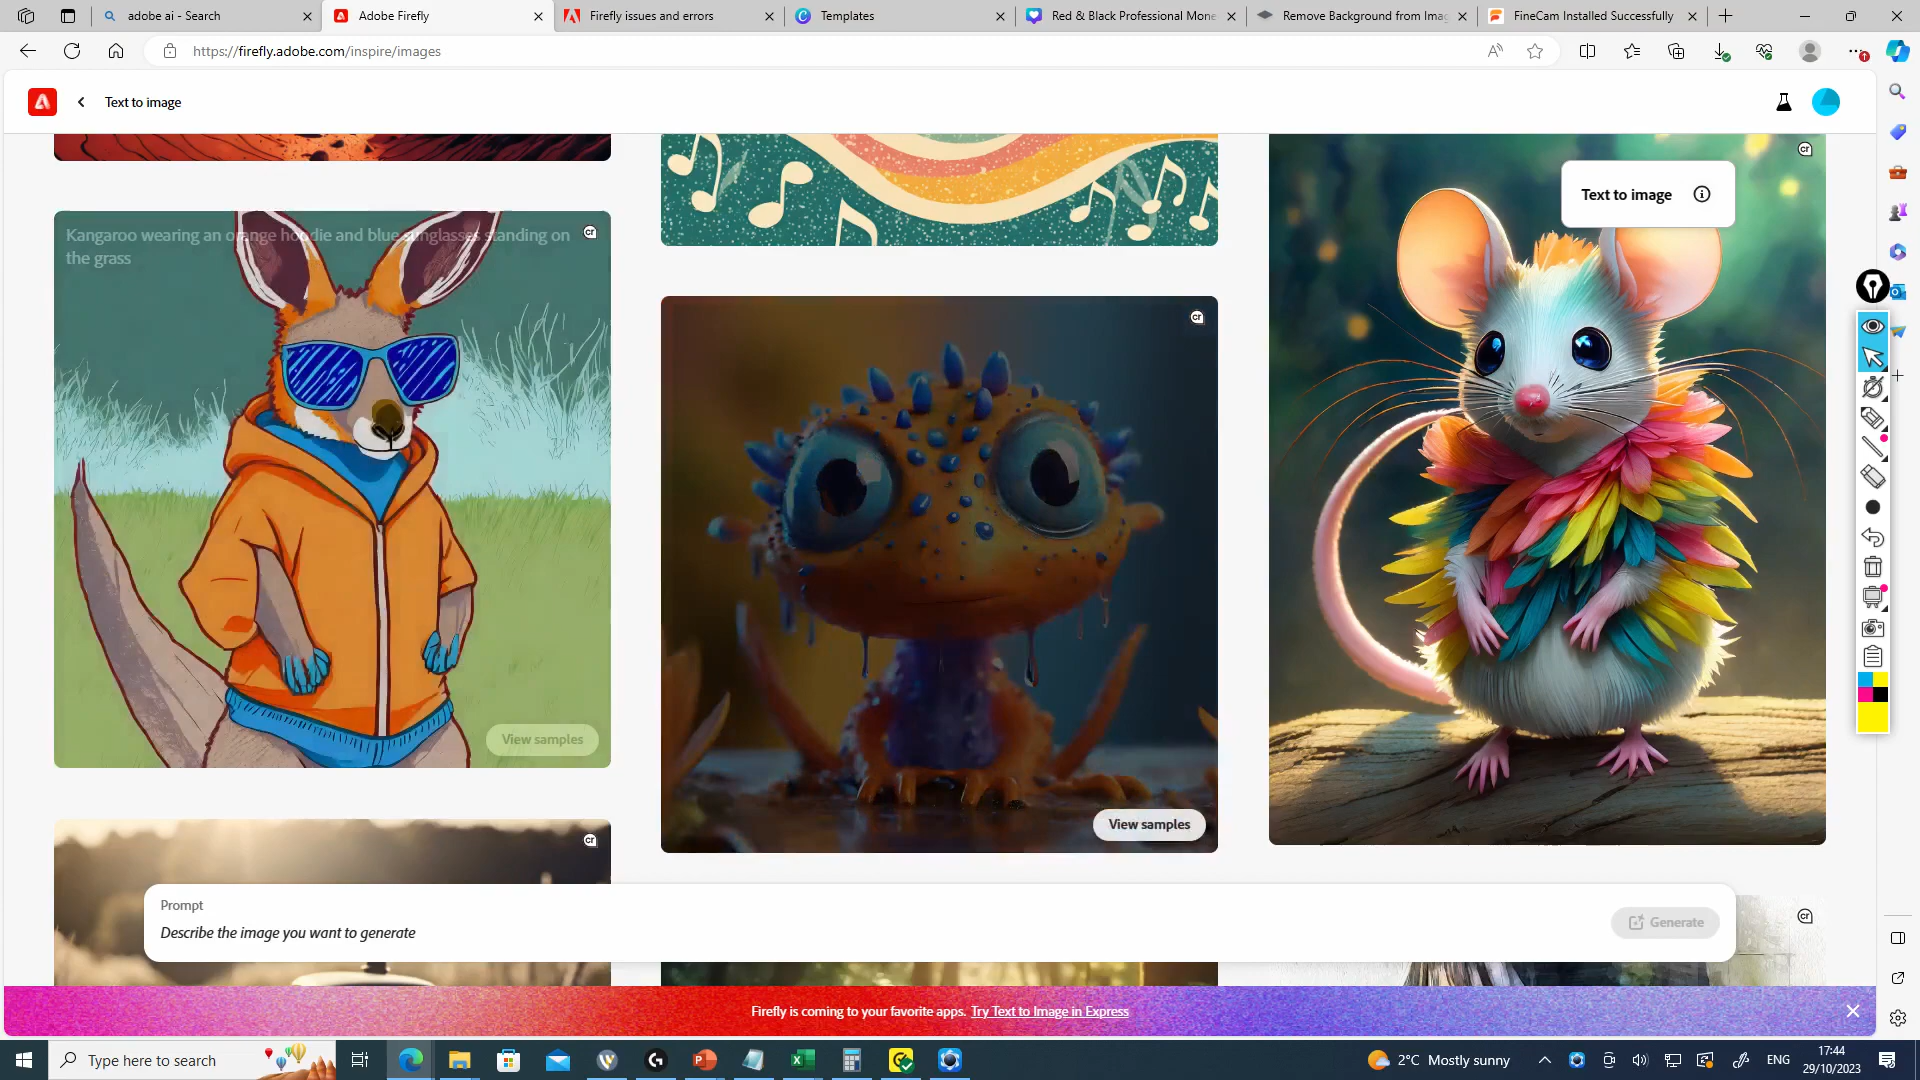 adobe ai - Search
Adobe Firefly
Firefly issues and errors
Templates
Red & Black Professional Mone
Remove Background from Imag
FineCam Installed Successfully
https://firefly.adobe.com/inspire/images
Text to image
Text to image
Kangaroo wearing an orange hoodie and blue sunglasses standing on
the grass
View samples
View samples
Prompt
Describe the image you want to generate
Generate
Firefly is coming to your favorite apps. Try Text to Image in Express
Type here to search
2°C Mostly sunny
ENG
17:44
29/10/2023